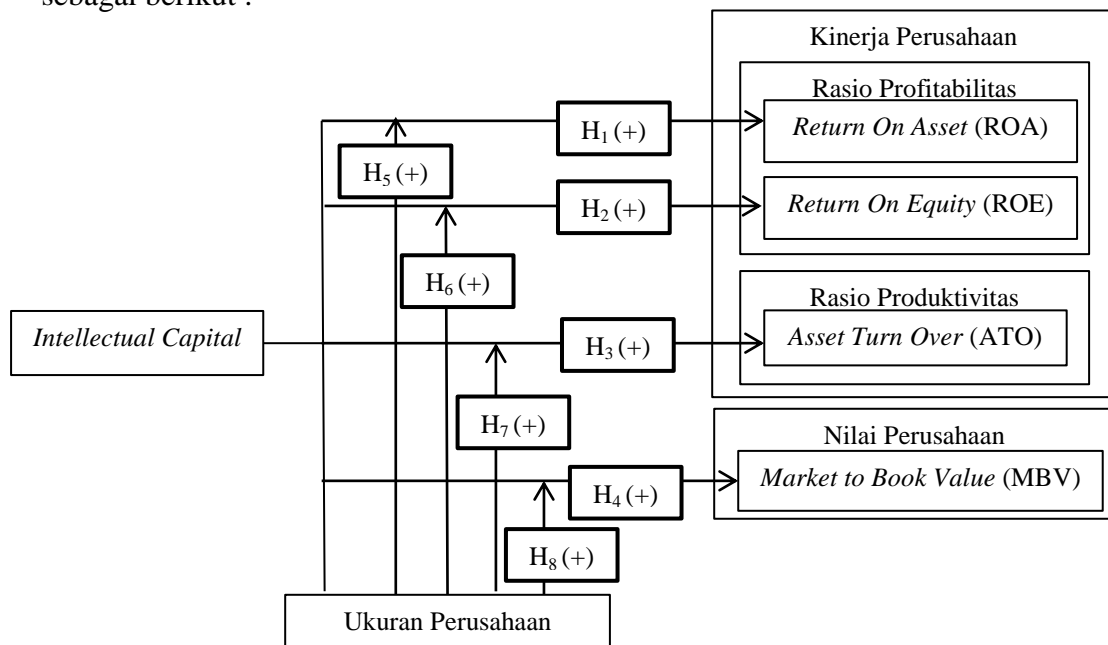 sebagai berikut :
Kinerja Perusahaan
Rasio Profitabilitas
H1 (+)
Return On Asset (ROA)
H5 (+)
H2 (+)
Return On Equity (ROE)
H6 (+)
Rasio Produktivitas
Intellectual Capital
H3 (+)
Asset Turn Over (ATO)
H7 (+)
Nilai Perusahaan
H4 (+)
Market to Book Value (MBV)
H8 (+)
Ukuran Perusahaan